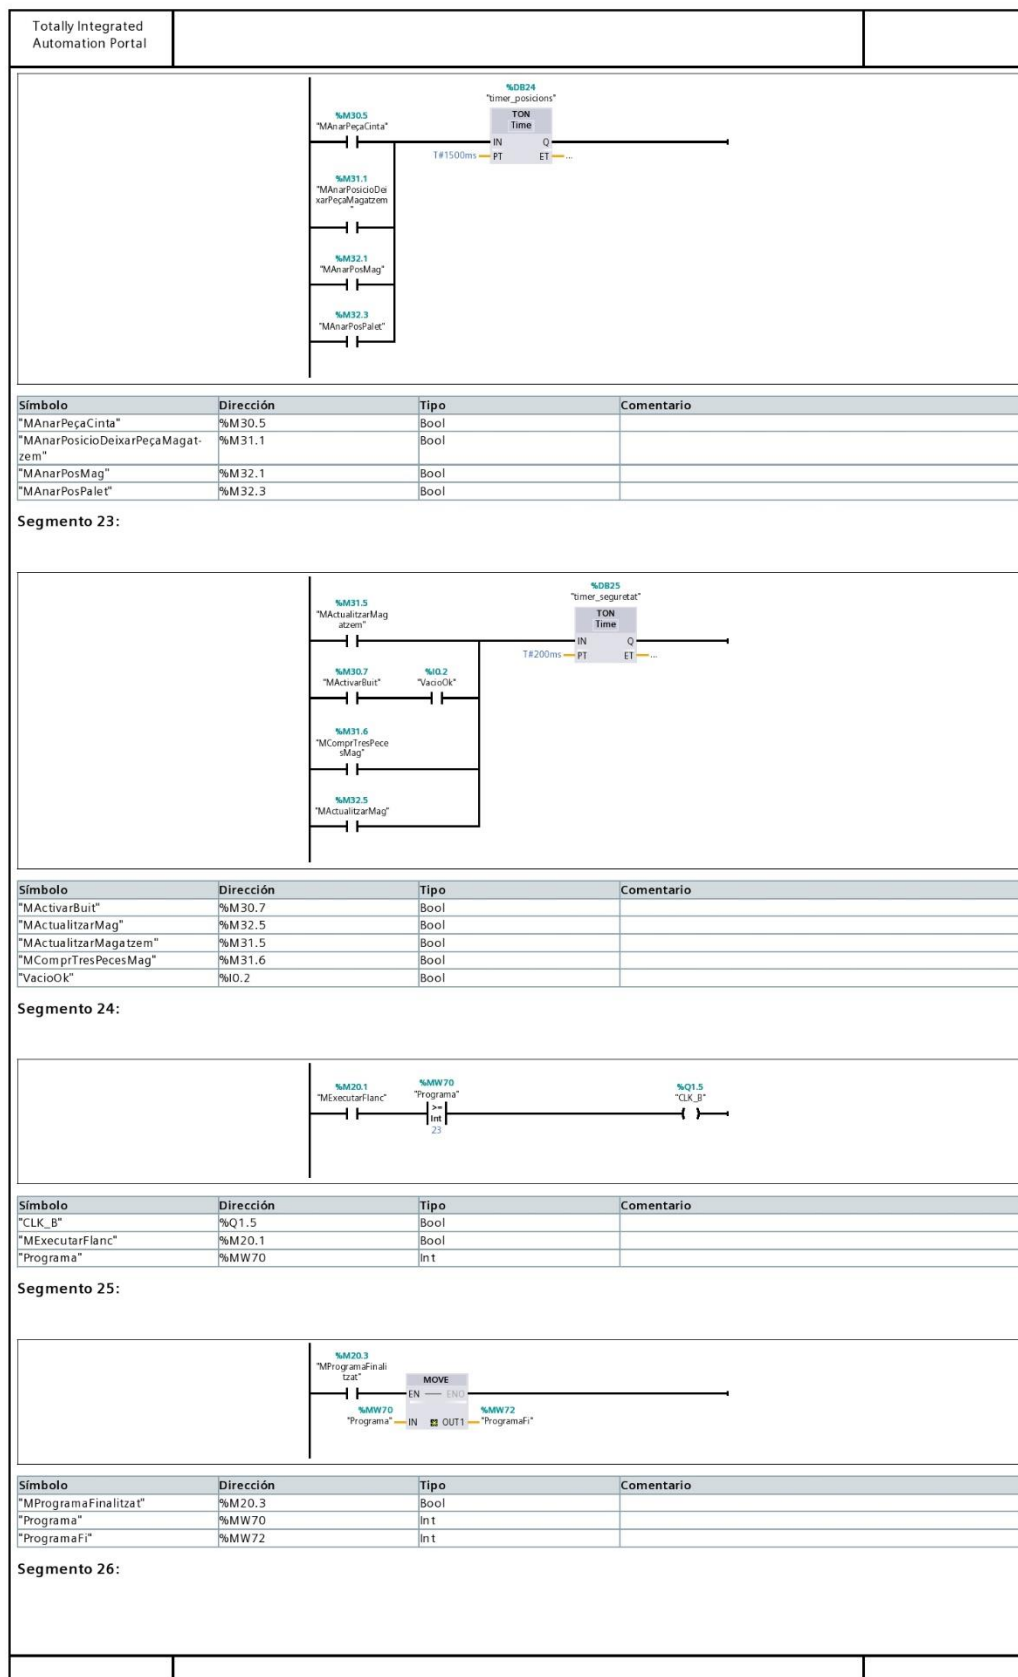 Totally Integrated
Automation Portal
%DB24
"timer_posicions"
%M30.5
"MAnarPeçaCinta"
TON
Time
IN Q
T#1500ms PT ET ...
%M31.1
"MAnarPosicioDei
xarPeçaMagatzem
"
%M32.1
"MAnarPosMag"
%M32.3
"MAnarPosPalet"
Símbolo Dirección Tipo Comentario
"MAnarPeçaCinta" %M30.5 Bool
"MAnarPosicioDeixarPeçaMagat- %M31.1 Bool
zem"
"MAnarPosMag" %M32.1 Bool
"MAnarPosPalet" %M32.3 Bool
Segmento 23:
%DB25
"timer_seguretat"
%M31.5
"MActualitzarMag
atzem"
TON
Time
IN Q
T#200ms PT ET ...
%M30.7 %I0.2
"MActivarBuit" "VacioOk"
%M31.6
"MComprTresPece
sMag"
%M32.5
"MActualitzarMag"
Símbolo Dirección Tipo Comentario
"MActivarBuit" %M30.7 Bool
"MActualitzarMag" %M32.5 Bool
"MActualitzarMagatzem" %M31.5 Bool
"MComprTresPecesMag" %M31.6 Bool
"VacioOk" %I0.2 Bool
Segmento 24:
%M20.1 %MW70 %Q1.5
"MExecutarFlanc" "Programa" "CLK_B"
>=
Int
23
Símbolo Dirección Tipo Comentario
"CLK_B" %Q1.5 Bool
"MExecutarFlanc" %M20.1 Bool
"Programa" %MW70 Int
Segmento 25:
%M20.3
"MProgramaFinali
tzat"
MOVE
EN ENO
%MW70 %MW72
"Programa" IN OUT1 "ProgramaFi"
Símbolo Dirección Tipo Comentario
"MProgramaFinalitzat" %M20.3 Bool
"Programa" %MW70 Int
"ProgramaFi" %MW72 Int
Segmento 26: